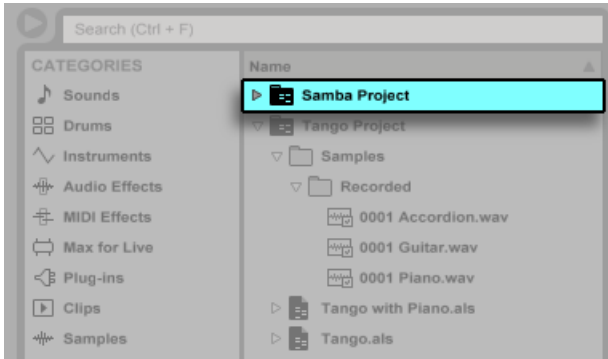 Search (Ctrl + F)
CATEGORIES
Sounds
Drums
Instruments
Audio Effects
MIDI Effects
Max for Live
Plug-ins
Clips
Samples
Name
Samba Project
Tango Project
Samples
Recorded
0001 Accordion.wav
0001 Guitar.wav
0001 Piano.wav
Tango with Piano.als
Tango.als